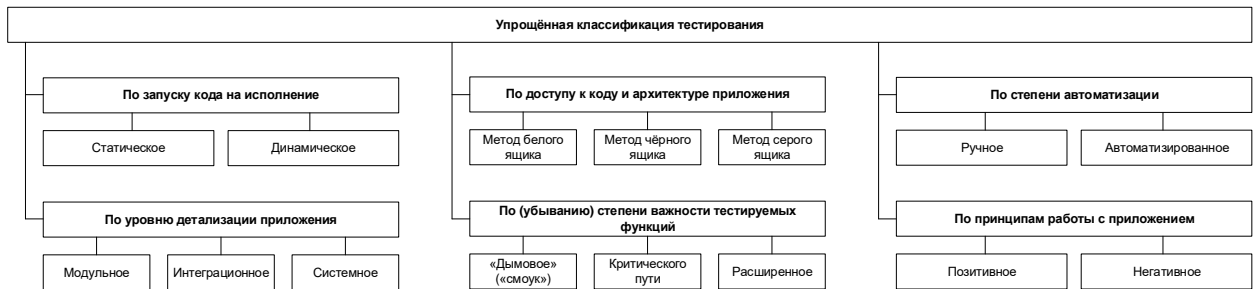 Упрощённая классификация тестирования
По запуску кода на исполнение
Статическое
Динамическое
По доступу к коду и архитектуре приложения
Метод белого
ящика
Метод чёрного
ящика
Метод серого
ящика
По степени автоматизации
Ручное
Автоматизированное
По уровню детализации приложения
Модульное
Интеграционное
Системное
По (убыванию) степени важности тестируемых
функций
«Дымовое»
(«смоук»)
Критического
пути
Расширенное
По принципам работы с приложением
Позитивное
Негативное